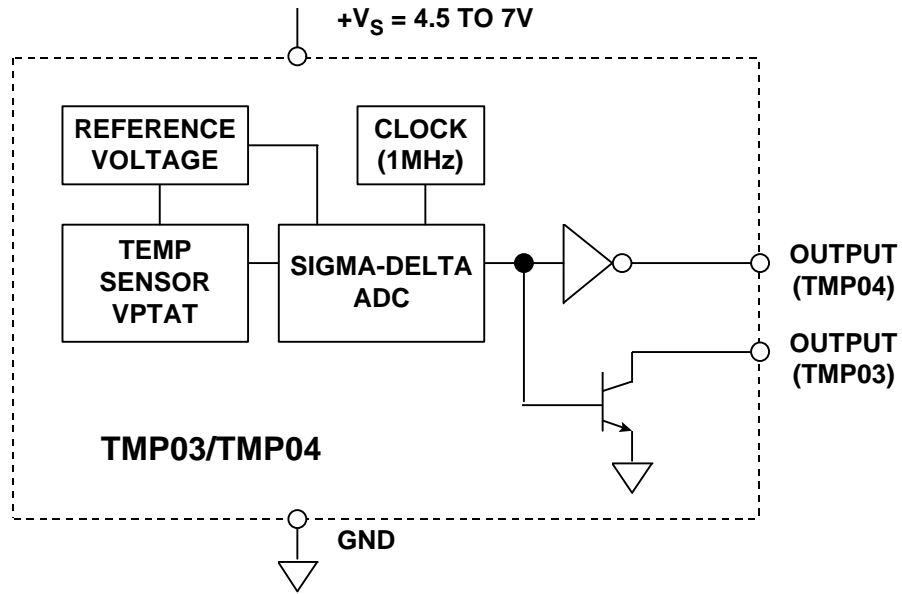 +VS = 4.5 TO 7V
REFERENCE
VOLTAGE
CLOCK
(1MHz)
TEMP
SENSOR
VPTAT
SIGMA-DELTA
ADC
OUTPUT
(TMP04)
OUTPUT
(TMP03)
TMP03/TMP04
GND